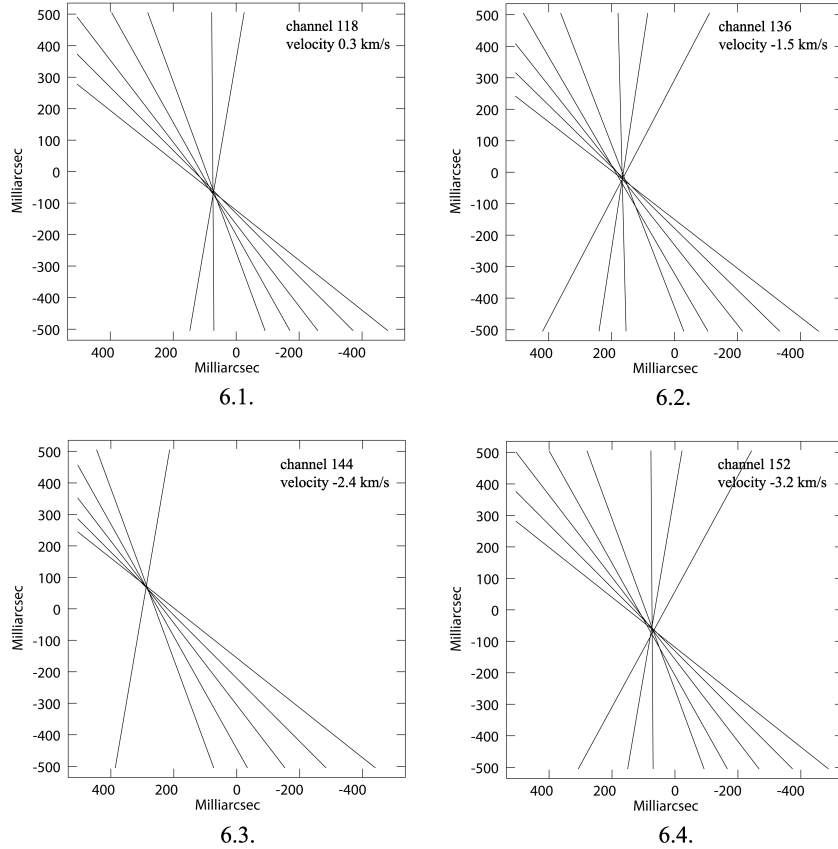 channel 118
velocity 0.3 km/s
500
400
300
200
100
0
-100
-200
-300
-400
-500
Milliarcsec
400 200 0 -200 -400
Milliarcsec
6.1.
channel 136
velocity -1.5 km/s
500
400
300
200
100
0
-100
-200
-300
-400
-500
Milliarcsec
400 200 0 -200 -400
Milliarcsec
6.2.
channel 144
velocity -2.4 km/s
500
400
300
200
100
0
-100
-200
-300
-400
-500
Milliarcsec
400 200 0 -200 -400
Milliarcsec
6.3.
channel 152
velocity -3.2 km/s
500
400
300
200
100
0
-100
-200
-300
-400
-500
Milliarcsec
400 200 0 -200 -400
Milliarcsec
6.4.